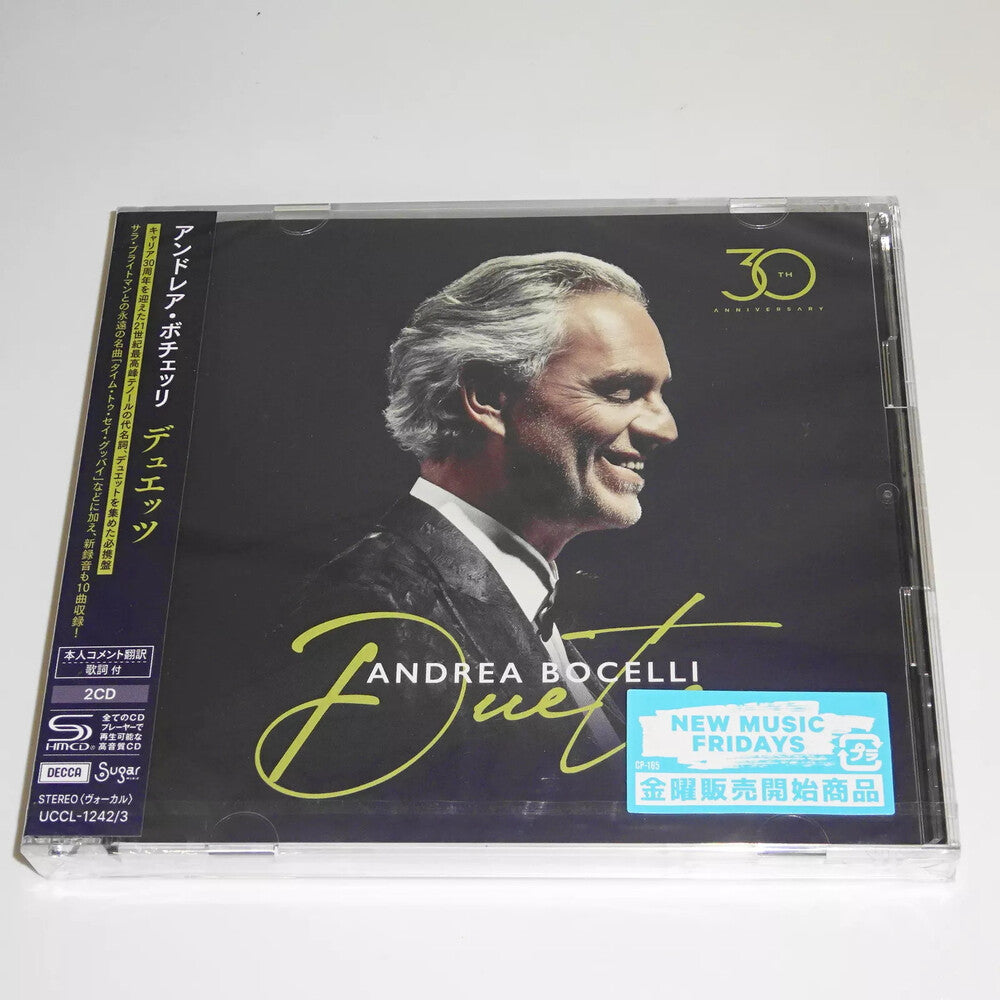 アンドレア・ボチェッリ デュエッツ
キャリア30周年を迎えた21世紀最高峰テノールの代名詞、デュエットを集めた必携盤
サラ・ブライトマンとの永遠の名曲「タイム・トゥ・セイ・グッバイ」などに加え、新録音も10曲収録!
本人コメント翻訳
歌詞 付
2CD
SHMCD®
全てのCD
プレーヤーで
再生可能な
高音質CD
DECCA
Sugar
STEREO〈ヴォーカル〉
UCCL-1242/3
30TH
ANNIVERSARY
Duets
ANDREA BOCELLI
NEW MUSIC
FRIDAYS
CP-165
プラ
金曜販売開始商品